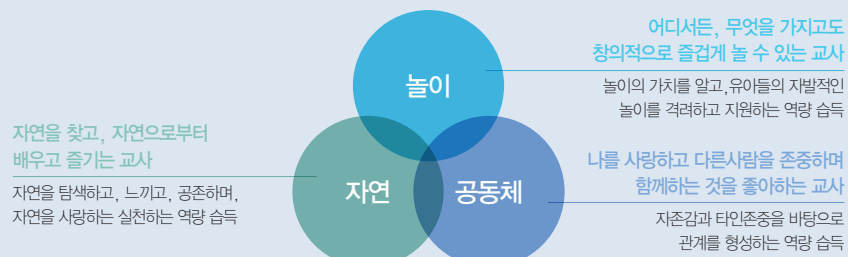 어디서든, 무엇을 가지고도
창의적으로 즐겁게 놀 수 있는 교사
놀이의 가치를 알고,유아들의 자발적인
놀이를 격려하고 지원하는 역량 습득
놀이
자연을 찾고, 자연으로부터
배우고 즐기는 교사
자연을 탐색하고, 느끼고, 공존하며,
자연을 사랑하는 실천하는 역량 습득
자연
공동체
나를 사랑하고 다른사람을 존중하며
함께하는 것을 좋아하는 교사
자존감과 타인존중을 바탕으로
관계를 형성하는 역량 습득